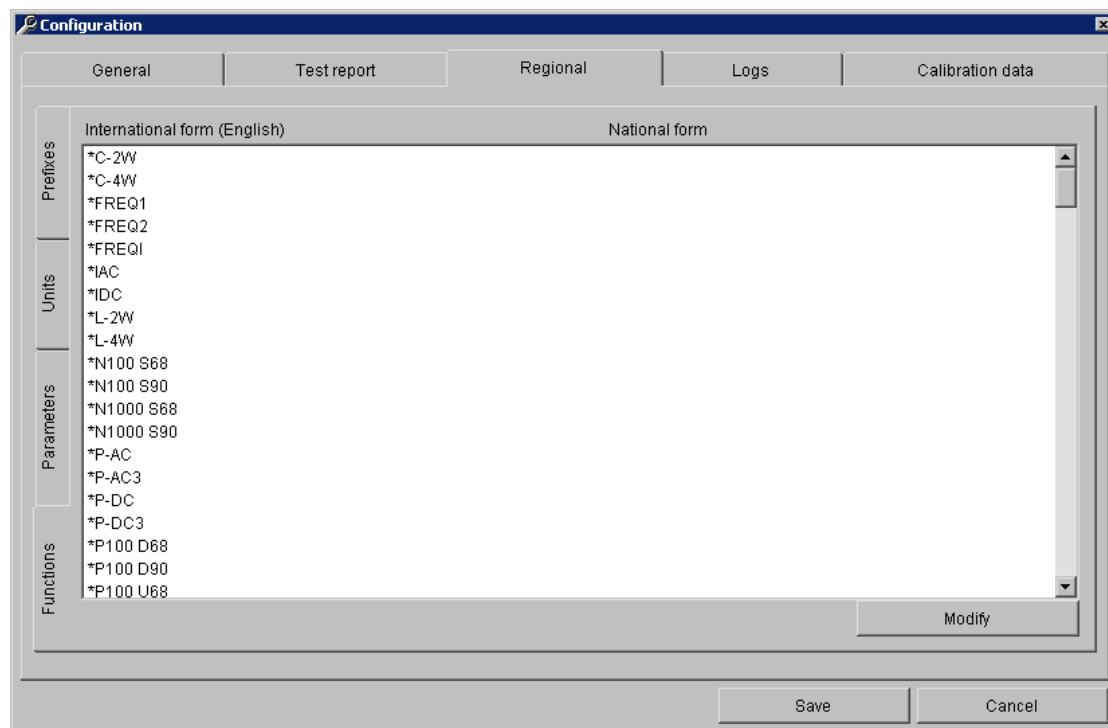 Configuration
General Test report Regional Logs Calibration data
Prefixes
Units
Parameters
Functions
International form (English) National form
*C-2W
*C-4W
*FREQ1
*FREQ2
*FREQI
*IAC
*IDC
*L-2W
*L-4W
*N100 S68
*N100 S90
*N1000 S68
*N1000 S90
*P-AC
*P-AC3
*P-DC
*P-DC3
*P100 D68
*P100 D90
*P100 U68
Modify
Save Cancel